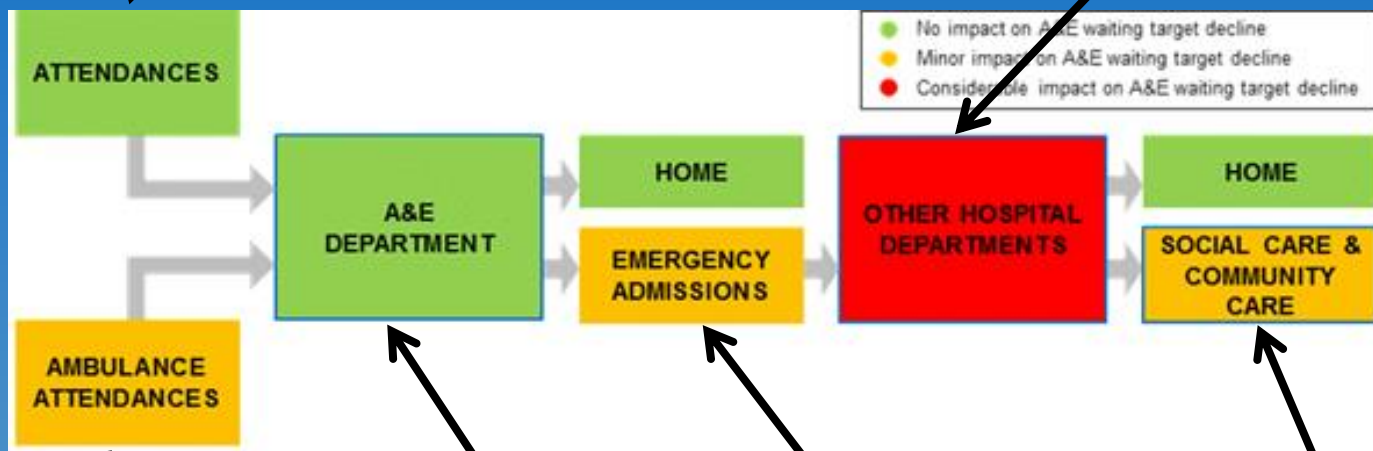 ATTENDANCES
No impact on A&E waiting target decline
Minor impact on A&E waiting target decline
Considerable impact on A&E waiting target decline
A&E
DEPARTMENT
HOME
EMERGENCY
ADMISSIONS
OTHER HOSPITAL
DEPARTMENTS
HOME
SOCIAL CARE &
COMMUNITY
CARE
AMBULANCE
ATTENDANCES